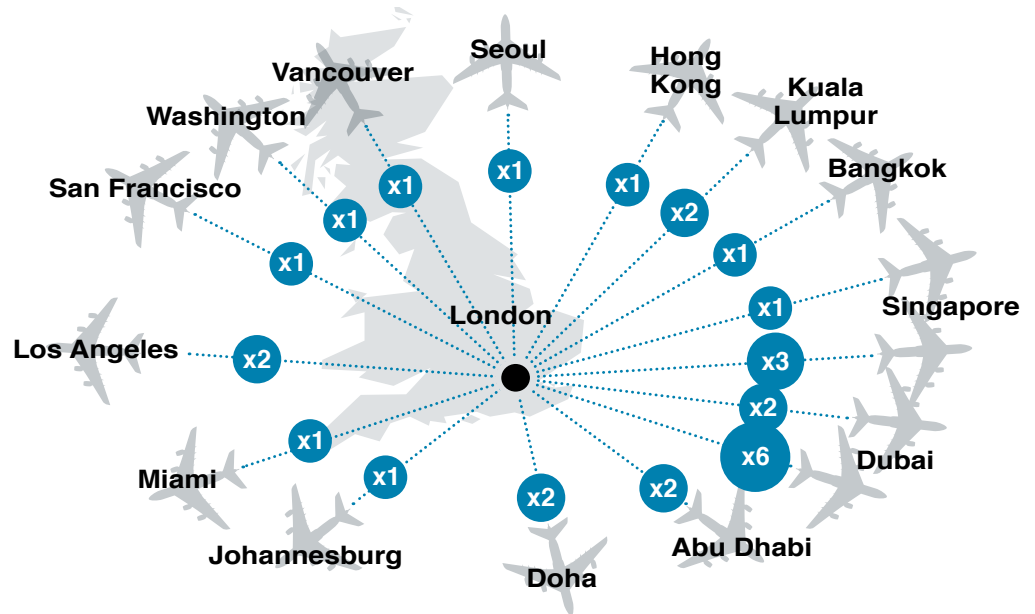 Seoul
Hong
Kong
Vancouver
Kuala
Lumpur
Washington
Bangkok
San Francisco
x1
x1
x1
x1
x2
x1
x1
x1
Singapore
London
Los Angeles
x2
x3
x2
x1
x6
Dubai
Miami
x1
x2
x2
Johannesburg
Abu Dhabi
Doha